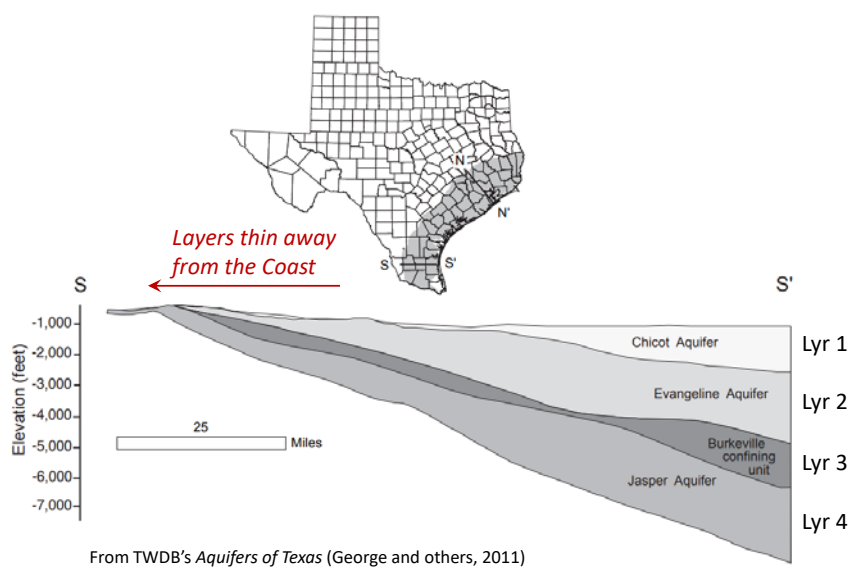 N
N'
Layers thin away
from the Coast
S
S'
S
S'
-1,000
-2,000
-3,000
-4,000
-5,000
-6,000
-7,000
Elevation (feet)
25
Miles
Chicot Aquifer
Lyr 1
Evangeline Aquifer
Lyr 2
Burkeville
confining
unit
Lyr 3
Jasper Aquifer
Lyr 4
From TWDB's Aquifers of Texas (George and others, 2011)